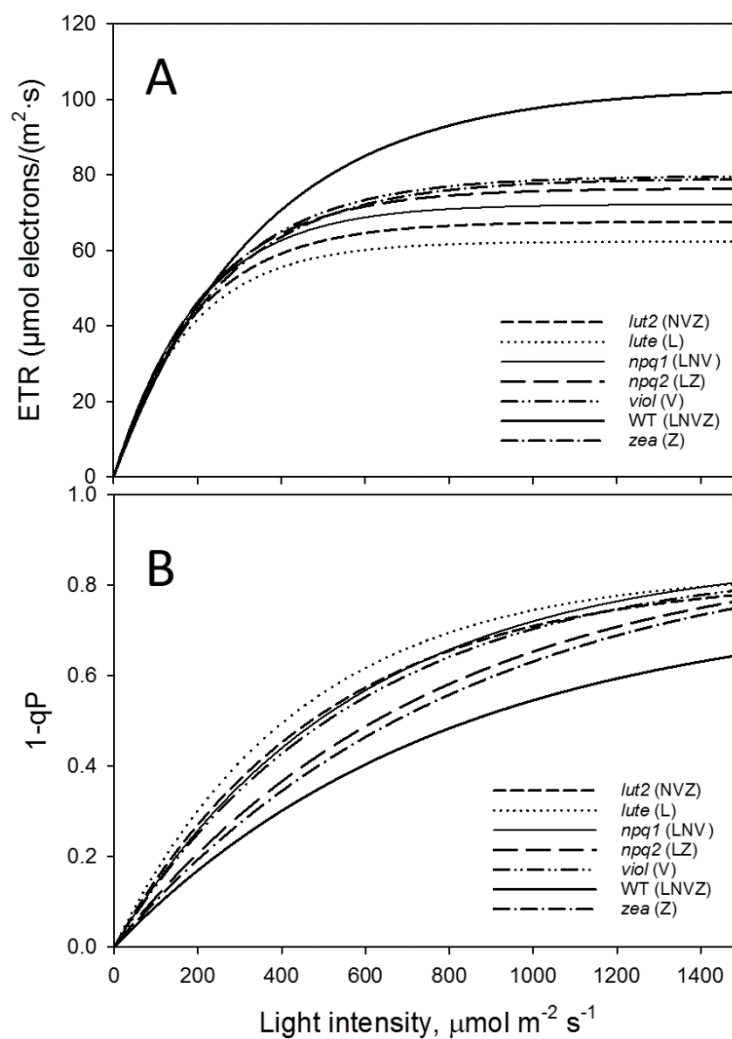 120
A
100
80
60
40
20
0
ETR (μmol electrons/(m²·s)
lut2 (NVZ)
lute (L)
npq1 (LNV)
npq2 (LZ)
viol (V)
WT (LNVZ)
zea (Z)
1.0
B
0.8
0.6
0.4
0.2
0.0
1-qP
lut2 (NVZ)
lute (L)
npq1 (LNV)
npq2 (LZ)
viol (V)
WT (LNVZ)
zea (Z)
0 200 400 600 800 1000 1200 1400
Light intensity, μmol m⁻² s⁻¹